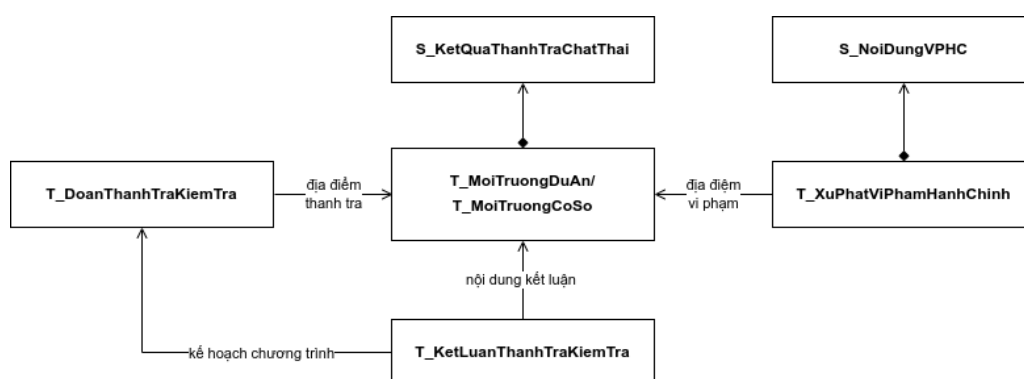 S_KetQuaThanhTraChatThai
S_NoiDungVPHC
T_DoanThanhTraKiemTra
địa điểm
thanh tra
T_MoiTruongDuAn/
T_MoiTruongCoSo
địa điệm
vi phạm
T_XuPhatViPhamHanhChinh
nội dung kết luận
kế hoạch chương trình
T_KetLuanThanhTraKiemTra